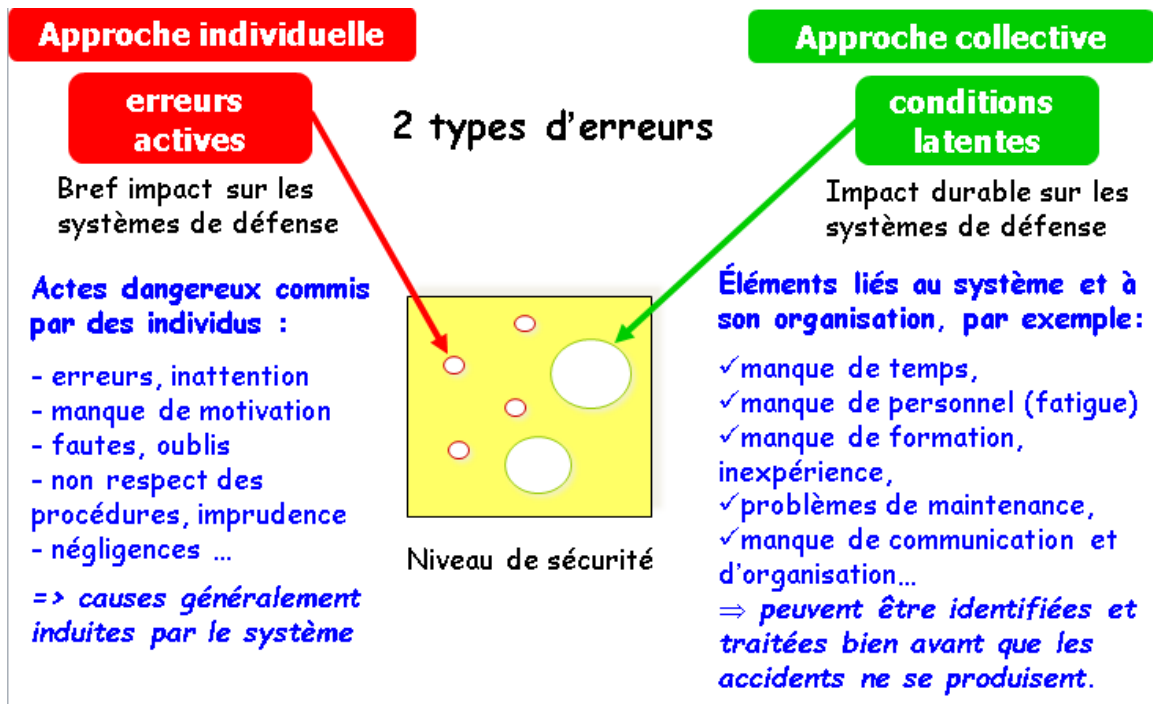 Approche individuelle
erreurs
actives
Bref impact sur les
systèmes de défense
Actes dangereux commis
par des individus :
- erreurs, inattention
- manque de motivation
- fautes, oublis
- non respect des
procédures, imprudence
- négligences ...
=> causes généralement
induites par le système
2 types d'erreurs
Niveau de sécurité
Approche collective
conditions
latentes
Impact durable sur les
systèmes de défense
Éléments liés au système et à
son organisation, par exemple:
✓manque de temps,
✓manque de personnel (fatigue)
✓manque de formation,
inexpérience,
✓problèmes de maintenance,
✓manque de communication et
d'organisation...
⇒ peuvent être identifiées et
traitées bien avant que les
accidents ne se produisent.